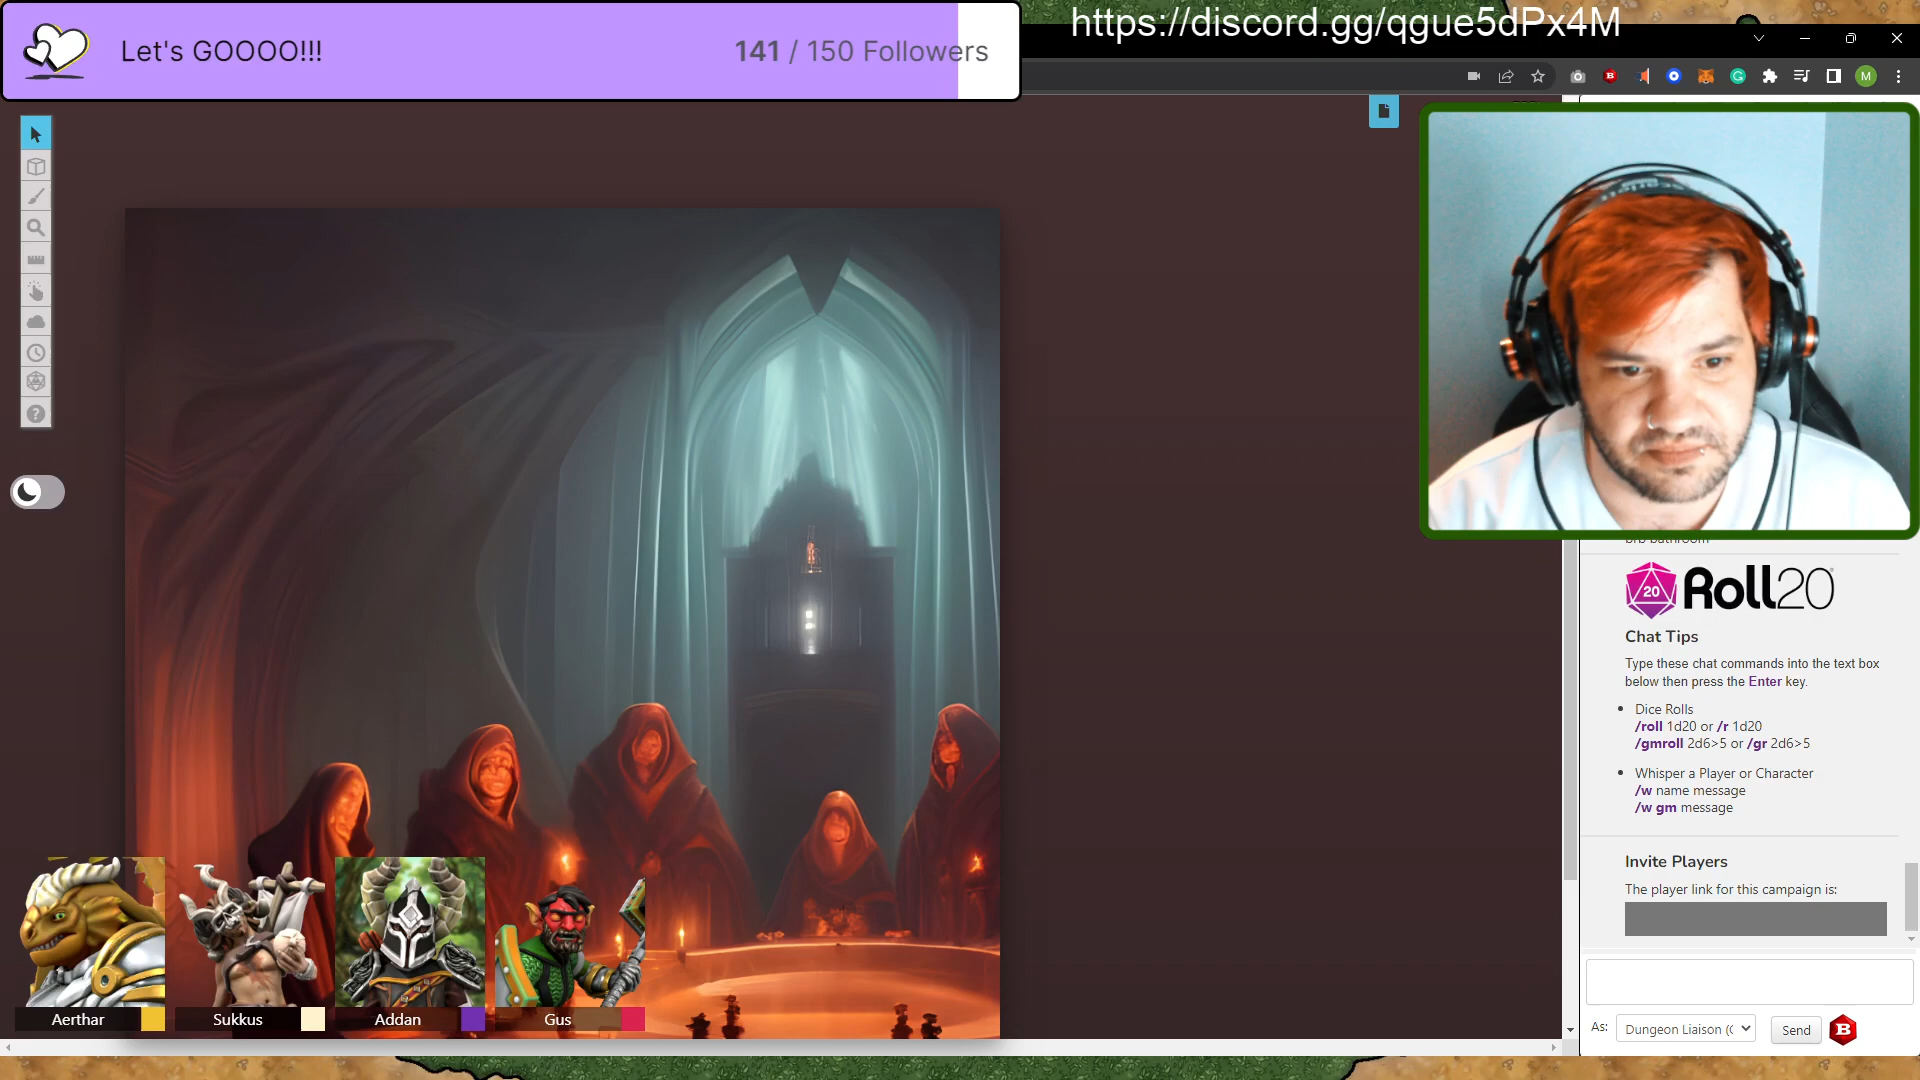 Let's GOOOO!!!
141 / 150 Followers
https://discord.gg/qgue5dPx4M
M
brb bathroom
20 Roll20
Chat Tips
Type these chat commands into the text box
below then press the Enter key.
Dice Rolls
/roll 1d20 or /r 1d20
/gmroll 2d6>5 or /gr 2d6>5
Whisper a Player or Character
/w name message
/w gm message
Invite Players
The player link for this campaign is:
As: Dungeon Liaison (G Send B
Aerthar
Sukkus
Addan
Gus